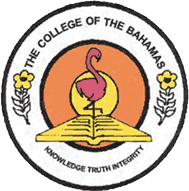 THE COLLEGE OF THE BAHAMAS
KNOWLEDGE TRUTH INTEGRITY